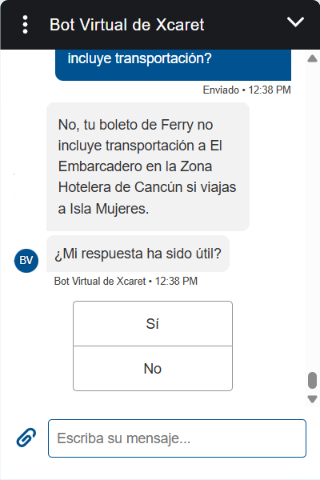 Bot Virtual de Xcaret
incluye transportación?
Enviado • 12:38 PM
No, tu boleto de Ferry no
incluye transportación a El
Embarcadero en la Zona
Hotelera de Cancún si viajas
a Isla Mujeres.
¿Mi respuesta ha sido útil?
BV
Bot Virtual de Xcaret • 12:38 PM
Sí
No
Escriba su mensaje...